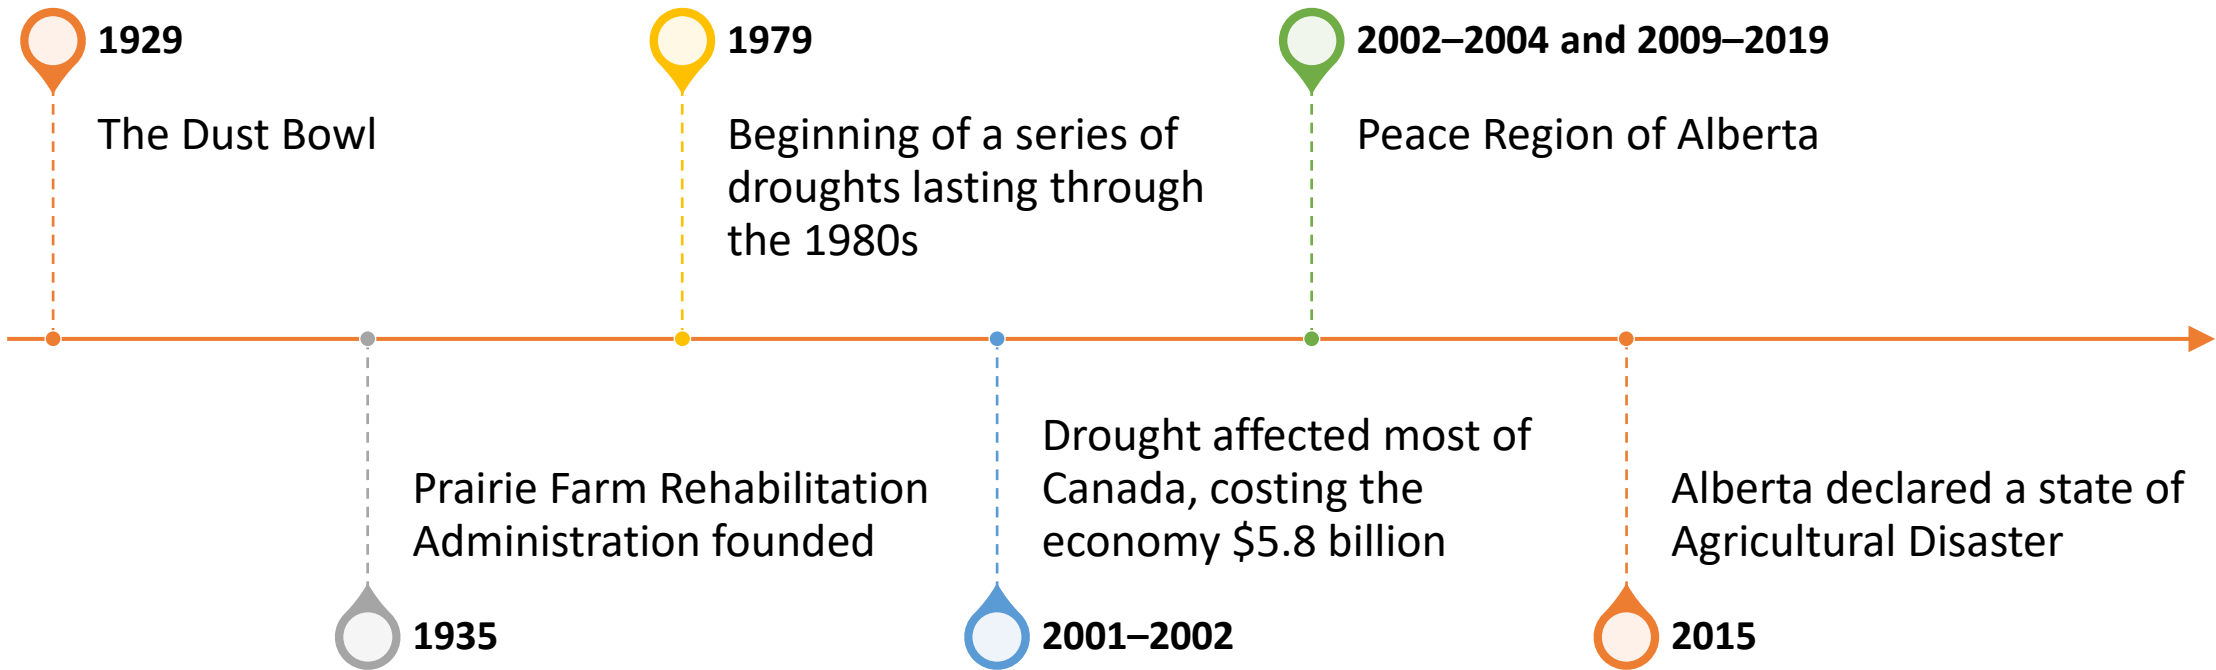 1929
The Dust Bowl
Prairie Farm Rehabilitation
Administration founded
1935
1979
Beginning of a series of
droughts lasting through
the 1980s
Drought affected most of
Canada, costing the
economy $5.8 billion
2001–2002
2002–2004 and 2009–2019
Peace Region of Alberta
Alberta declared a state of
Agricultural Disaster
2015